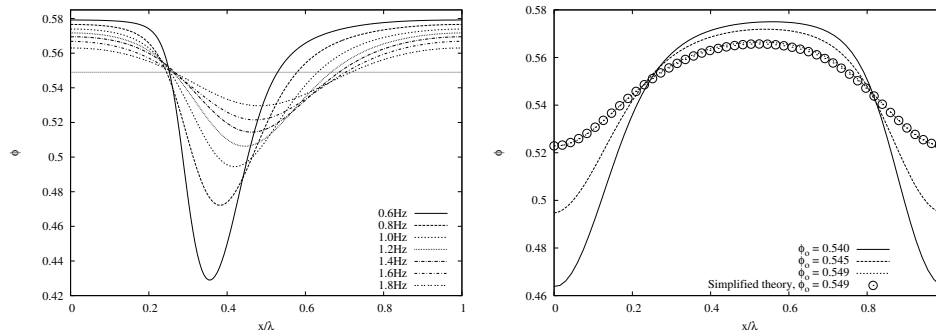 0.58
0.56
0.54
0.52
0.5
0.48
0.46
0.44
0.42
ϕ
0 0.2 0.4 0.6 0.8 1
x/λ
0.6Hz
0.8Hz
1.0Hz
1.2Hz
1.4Hz
1.6Hz
1.8Hz
0.58
0.56
0.54
0.52
0.5
0.48
0.46
ϕ
0 0.2 0.4 0.6 0.8
x/λ
ϕo = 0.540
ϕo = 0.545
ϕo = 0.549
Simplified theory, ϕo = 0.549